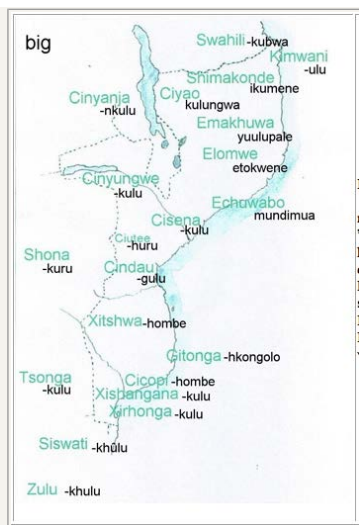 big
Swahili -kubwa
Kimwani -ulu
Shimakonde ikumene
Cinyanja -nkulu
Ciyao kulungwa
Emakhuwa yuulupale
Elomwe etokwene
Cinyungwe -kulu
Echuwabo mundimua
Cisena -kulu
Ciutee -huru
Shona -kuru
Cindau -gulu
Xitshwa -hombe
Gitonga -hkongolo
Tsonga -kulu
Cicopi -hombe
Xishangana -kulu
Xirhonga -kulu
Siswati -khulu
Zulu -khulu